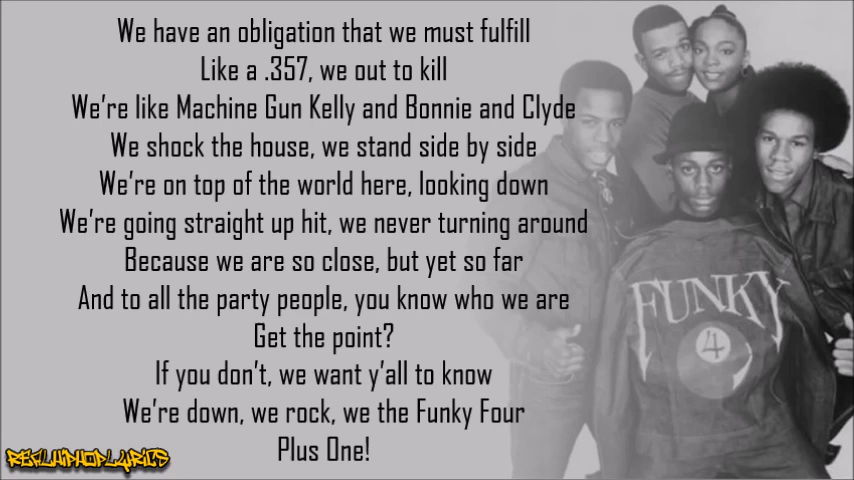 We have an obligation that we must fulfill
Like a .357, we out to kill
We're like Machine Gun Kelly and Bonnie and Clyde
We shock the house, we stand side by side
We're on top of the world here, looking down
We're going straight up hit, we never turning around
Because we are so close, but yet so far
And to all the party people, you know who we are
Get the point?
If you don't, we want y'all to know
We're down, we rock, we the Funky Four
Plus One!
FUNKY
4
REALHIPHOPLYRICS